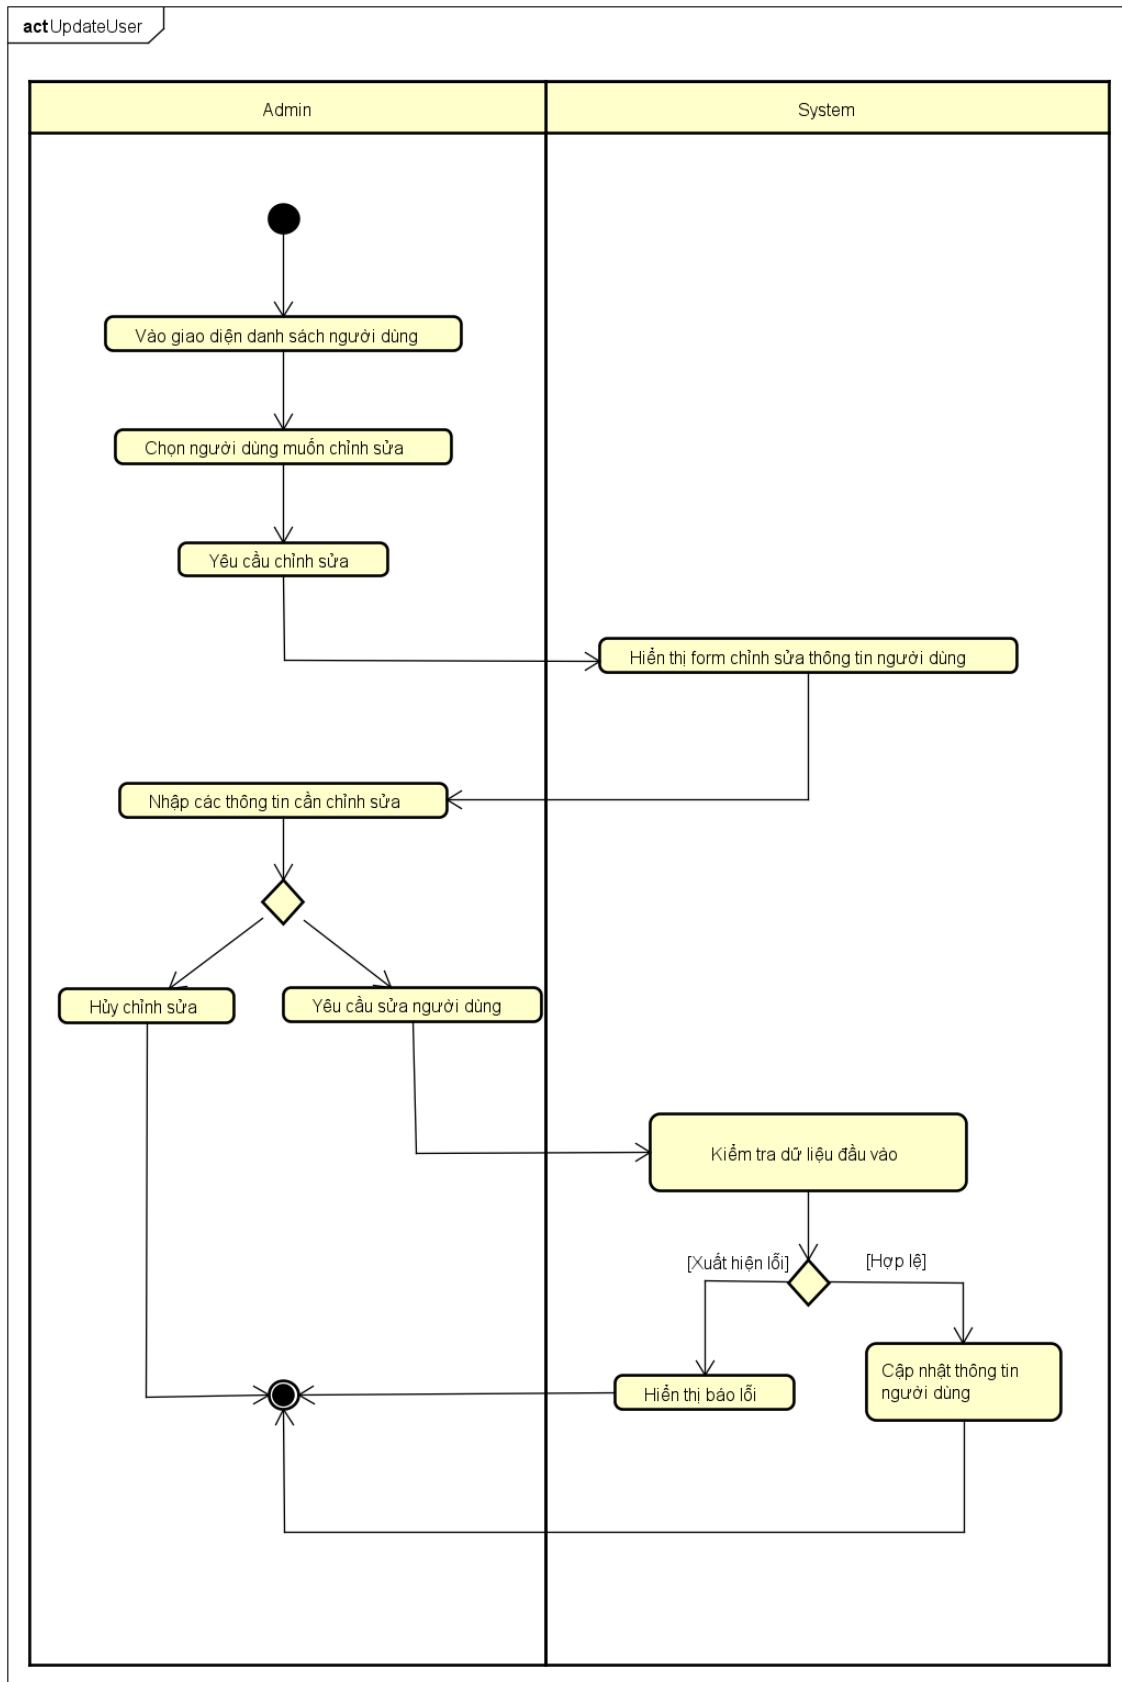 act UpdateUser
Admin
System
Vào giao diện danh sách người dùng
Chọn người dùng muốn chỉnh sửa
Yêu cầu chỉnh sửa
Hiển thị form chỉnh sửa thông tin người dùng
Nhập các thông tin cần chỉnh sửa
Hủy chỉnh sửa
Yêu cầu sửa người dùng
Kiểm tra dữ liệu đầu vào
[Xuất hiện lỗi]
[Hợp lệ]
Hiển thị báo lỗi
Cập nhật thông tin
người dùng